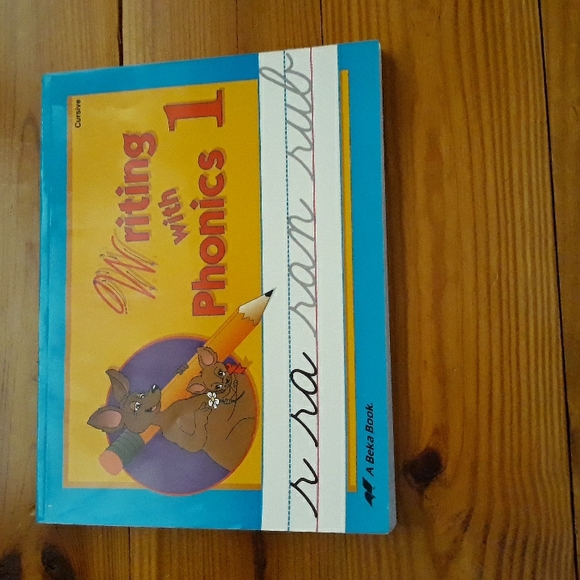 Cursive
Writing
with
Phonics 1
r ra ran rub
A Beka Book.